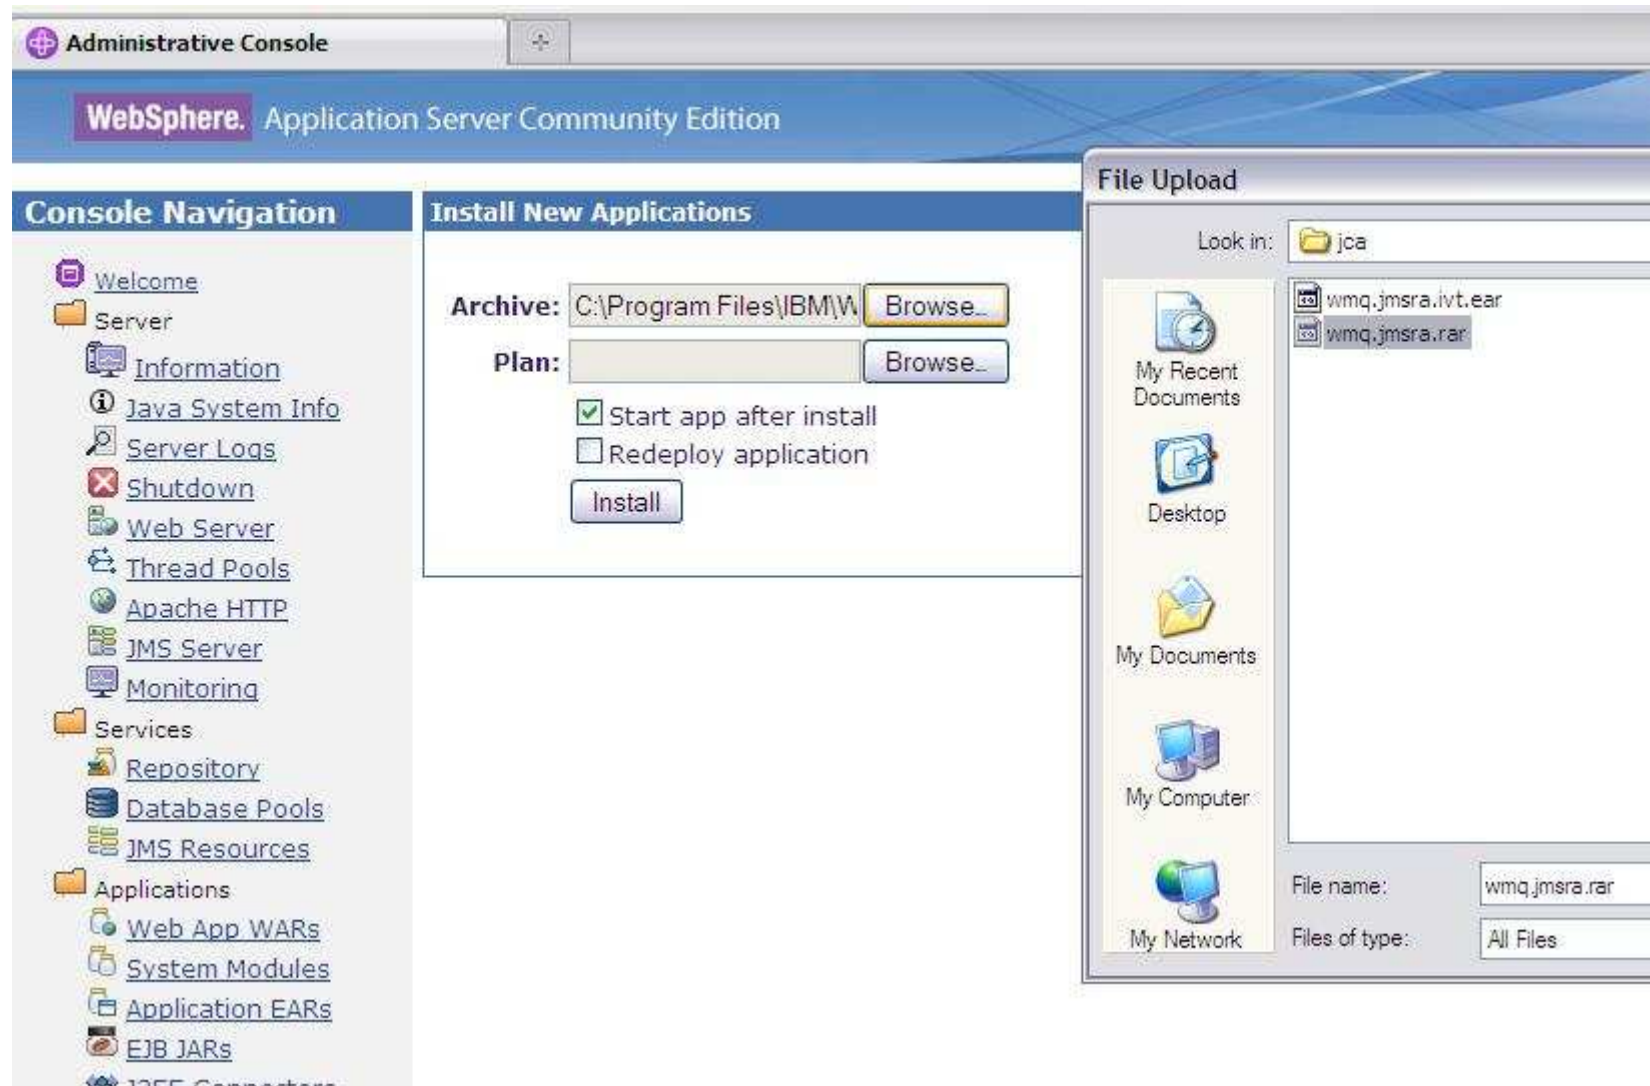 Administrative Console
WebSphere. Application Server Community Edition
Console Navigation
Welcome
Server
Information
Java System Info
Server Logs
Shutdown
Web Server
Thread Pools
Apache HTTP
JMS Server
Monitoring
Services
Repository
Database Pools
JMS Resources
Applications
Web App WARs
System Modules
Application EARs
EJB JARs
J2EE Connectors
Install New Applications
Archive: C:\Program Files\IBM\W Browse...
Plan: Browse...
Start app after install
Redeploy application
Install
File Upload
Look in: jca
wmq.jmsra.ivt.ear
wmq.jmsra.rar
My Recent
Documents
Desktop
My Documents
My Computer
My Network
File name: wmq.jmsra.rar
Files of type: All Files